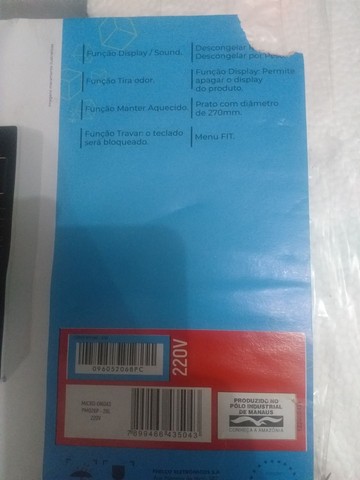 Função Display / Sound.
Descongelar
Descongelar por
Função Tira odor.
Função Display: Permite
apagar o display
do produto.
Função Manter Aquecido
Prato com diâmetro
de 270mm.
Função Travar: o teclado
será bloqueado.
Menu FIT.
220V
096052068PC
PRODUZIDO NO
PÓLO INDUSTRIAL
DE MANAUS
CONHEÇA A AMAZÔNIA